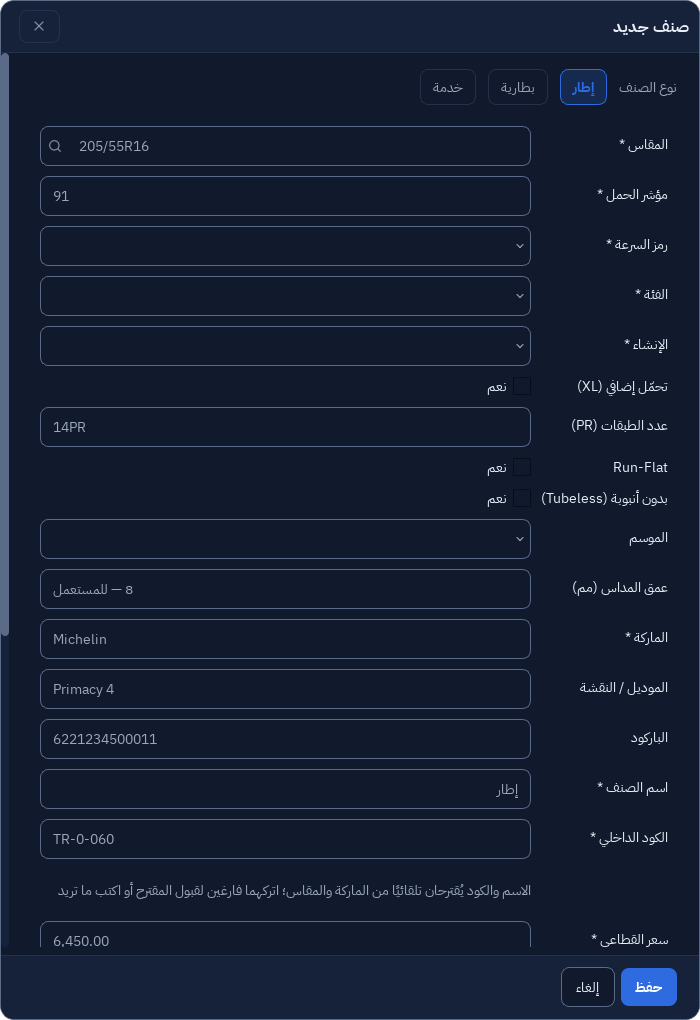 صنف جديد
نوع الصنف
إطار
بطارية
خدمة
المقاس *
205/55R16
مؤشر الحمل *
91
رمز السرعة *
الفئة *
الإنشاء *
تحمّل إضافي (XL)
نعم
عدد الطبقات (PR)
14PR
Run-Flat
نعم
بدون أنبوبة (Tubeless)
نعم
الموسم
عمق المداس (مم)
8 — للمستعمل
الماركة *
Michelin
الموديل / النقشة
Primacy 4
الباركود
6221234500011
اسم الصنف *
إطار
الكود الداخلي *
TR-0-060
الاسم والكود يُقترحان تلقائيًا من الماركة والمقاس؛ اتركهما فارغين لقبول المقترح أو اكتب ما تريد
سعر القطاعي *
6,450.00
حفظ
إلغاء